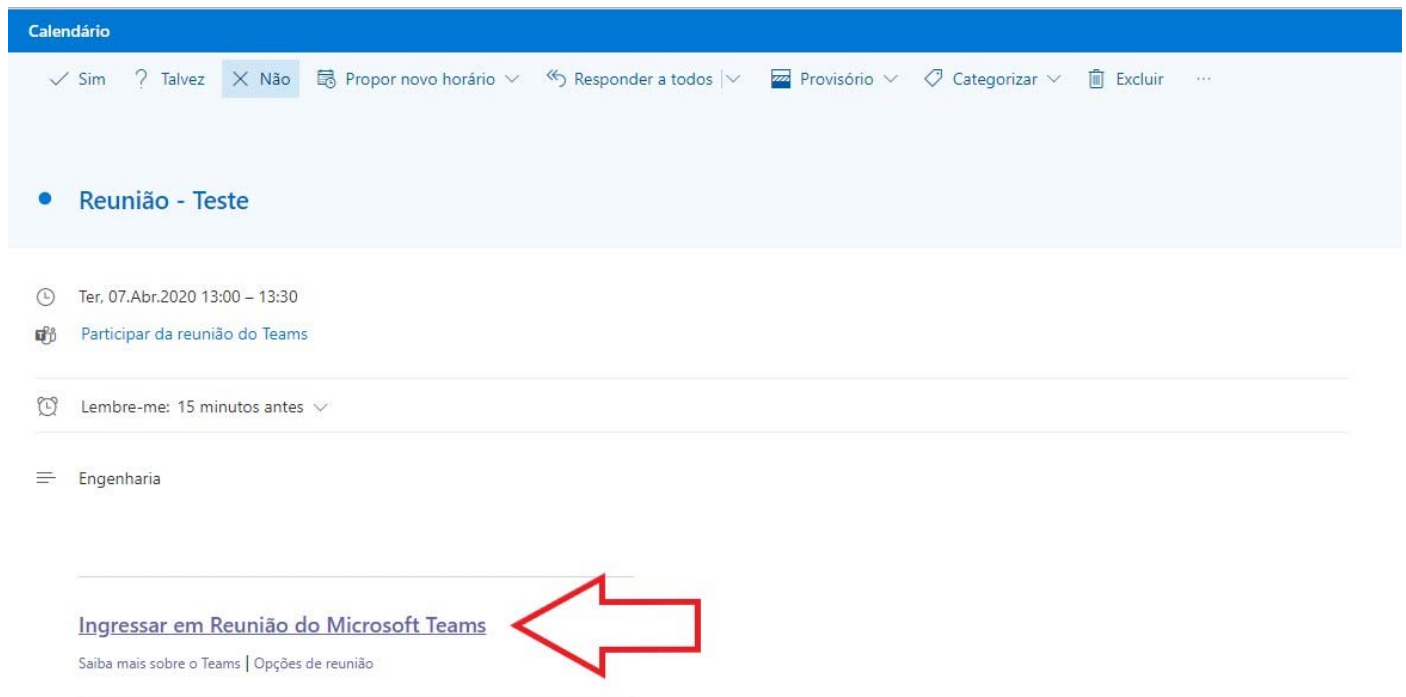 Calendário
Sim Talvez Não Propor novo horário Responder a todos Provisório Categorizar Excluir ...
Reunião - Teste
Ter, 07.Abr.2020 13:00 – 13:30
Participar da reunião do Teams
Lembre-me: 15 minutos antes
Engenharia
Ingressar em Reunião do Microsoft Teams
Saiba mais sobre o Teams | Opções de reunião